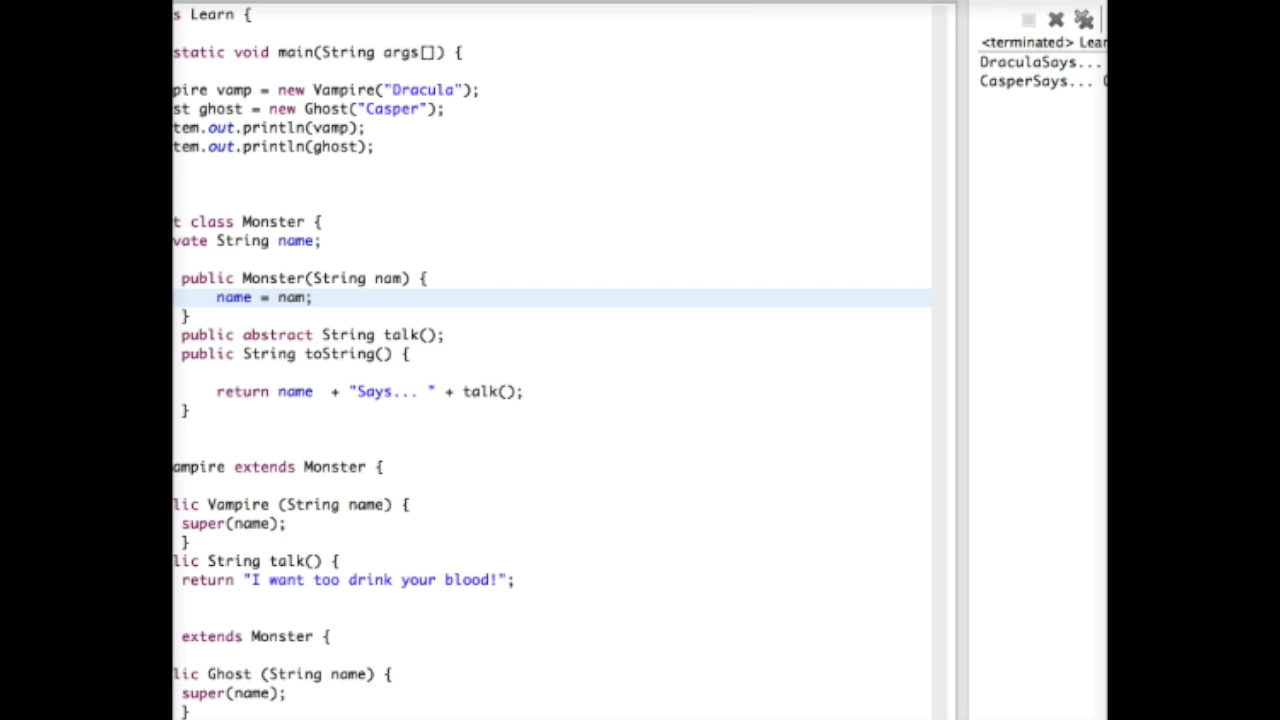 s Learn {
static void main(String args[]) {
pire vamp = new Vampire("Dracula");
st ghost = new Ghost("Casper");
tem.out.println(vamp);
tem.out.println(ghost);
t class Monster {
vate String name;
public Monster(String nam) {
name = nam;
}
public abstract String talk();
public String toString() {
return name  + "Says... " + talk();
}
ampire extends Monster {
lic Vampire (String name) {
super(name);
}
lic String talk() {
return "I want too drink your blood!";
extends Monster {
lic Ghost (String name) {
super(name);
}
<terminated> Lear
DraculaSays...
CasperSays...